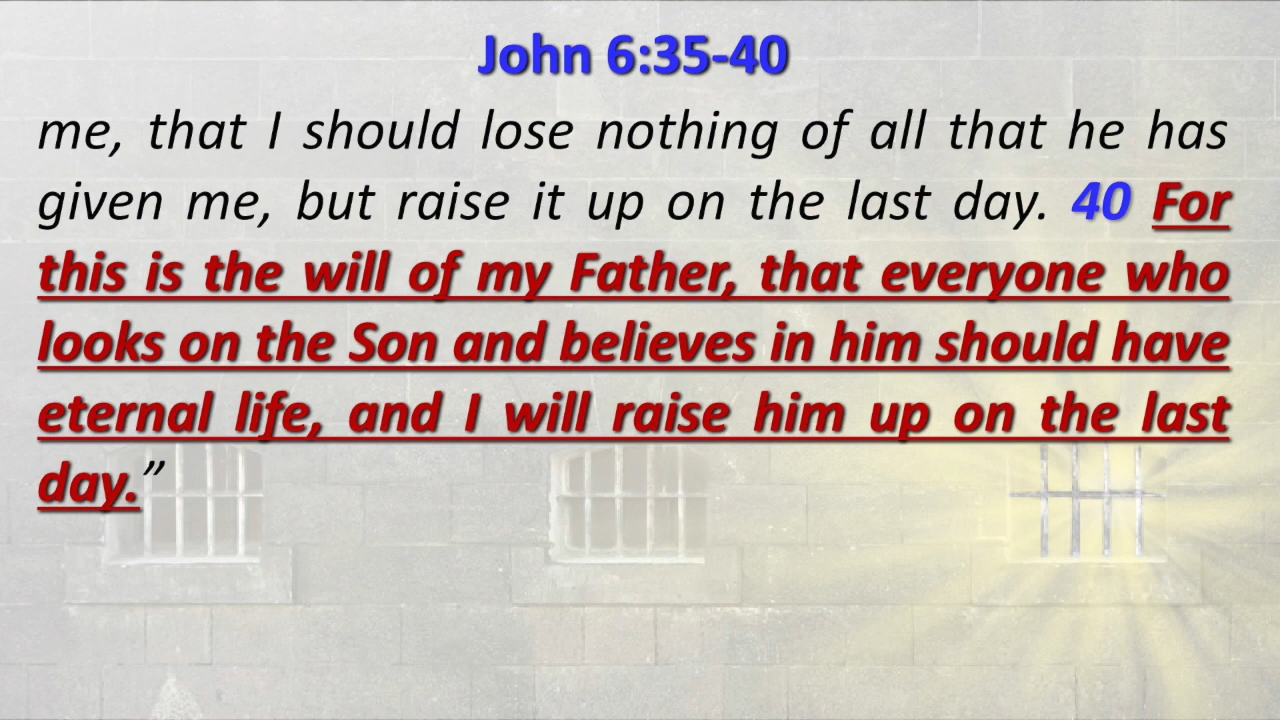 John 6:35-40
me, that I should lose nothing of all that he has
given me, but raise it up on the last day. 40 For
this is the will of my Father, that everyone who
looks on the Son and believes in him should have
eternal life, and I will raise him up on the last
day.”